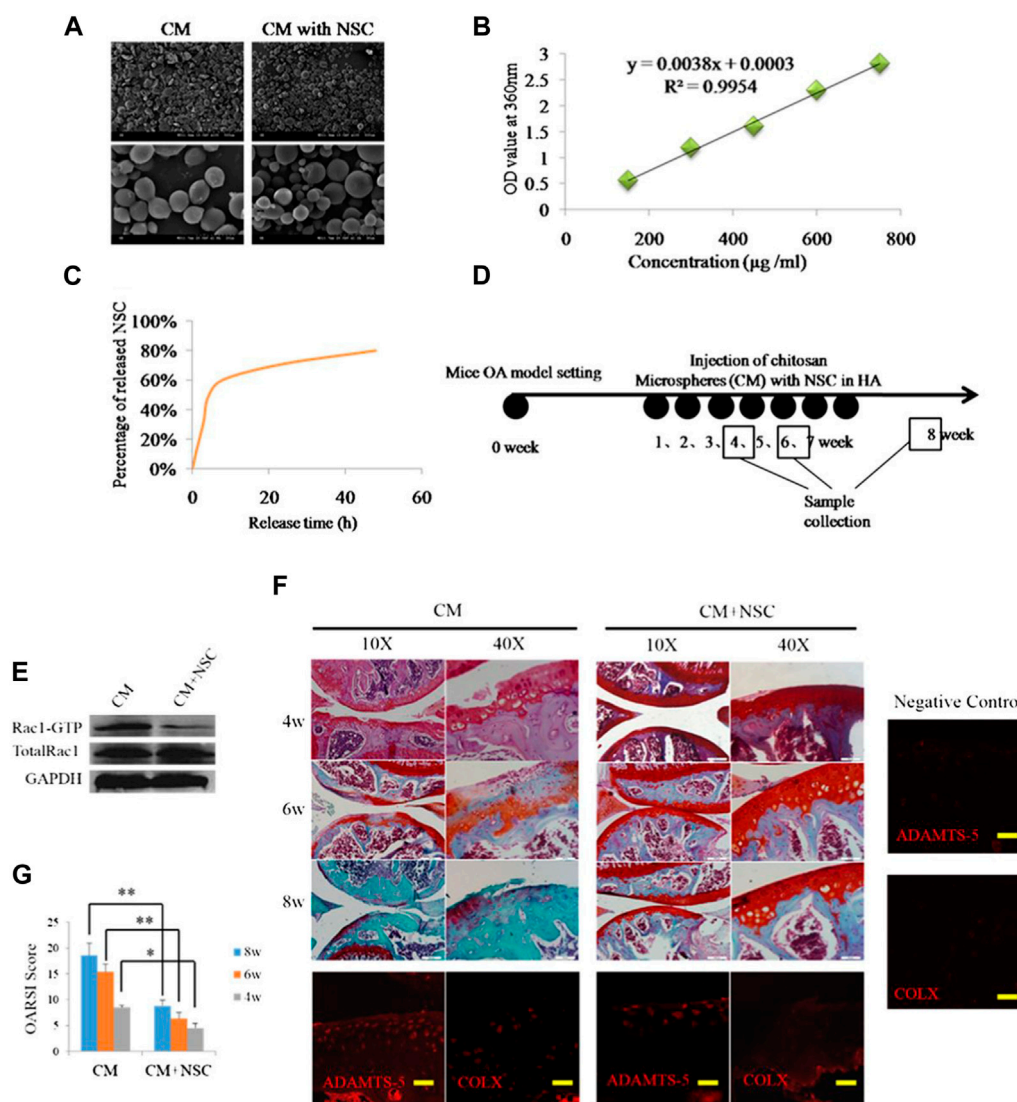 A
CM
CM with NSC
B
y = 0.0038x + 0.0003
R² = 0.9954
OD value at 360nm
3
2.5
2
1.5
1
0.5
0
0
200
400
600
800
Concentration (μg /ml)
C
Percentage of released NSC
100%
80%
60%
40%
20%
0%
0
20
40
60
Release time (h)
D
Mice OA model setting
Injection of chitosan
Microspheres (CM) with NSC in HA
0 week
1、2、3、4、5、6、7 week
8 week
Sample
collection
E
CM
CM+NSC
Rac1-GTP
TotalRac1
GAPDH
F
CM
CM+NSC
10X
40X
10X
40X
4w
6w
8w
Negative Control
ADAMTS-5
COLX
ADAMTS-5
COLX
ADAMTS-5
COLX
G
OARSI Score
25
20
15
10
5
0
**
**
*
CM
CM+NSC
8w
6w
4w